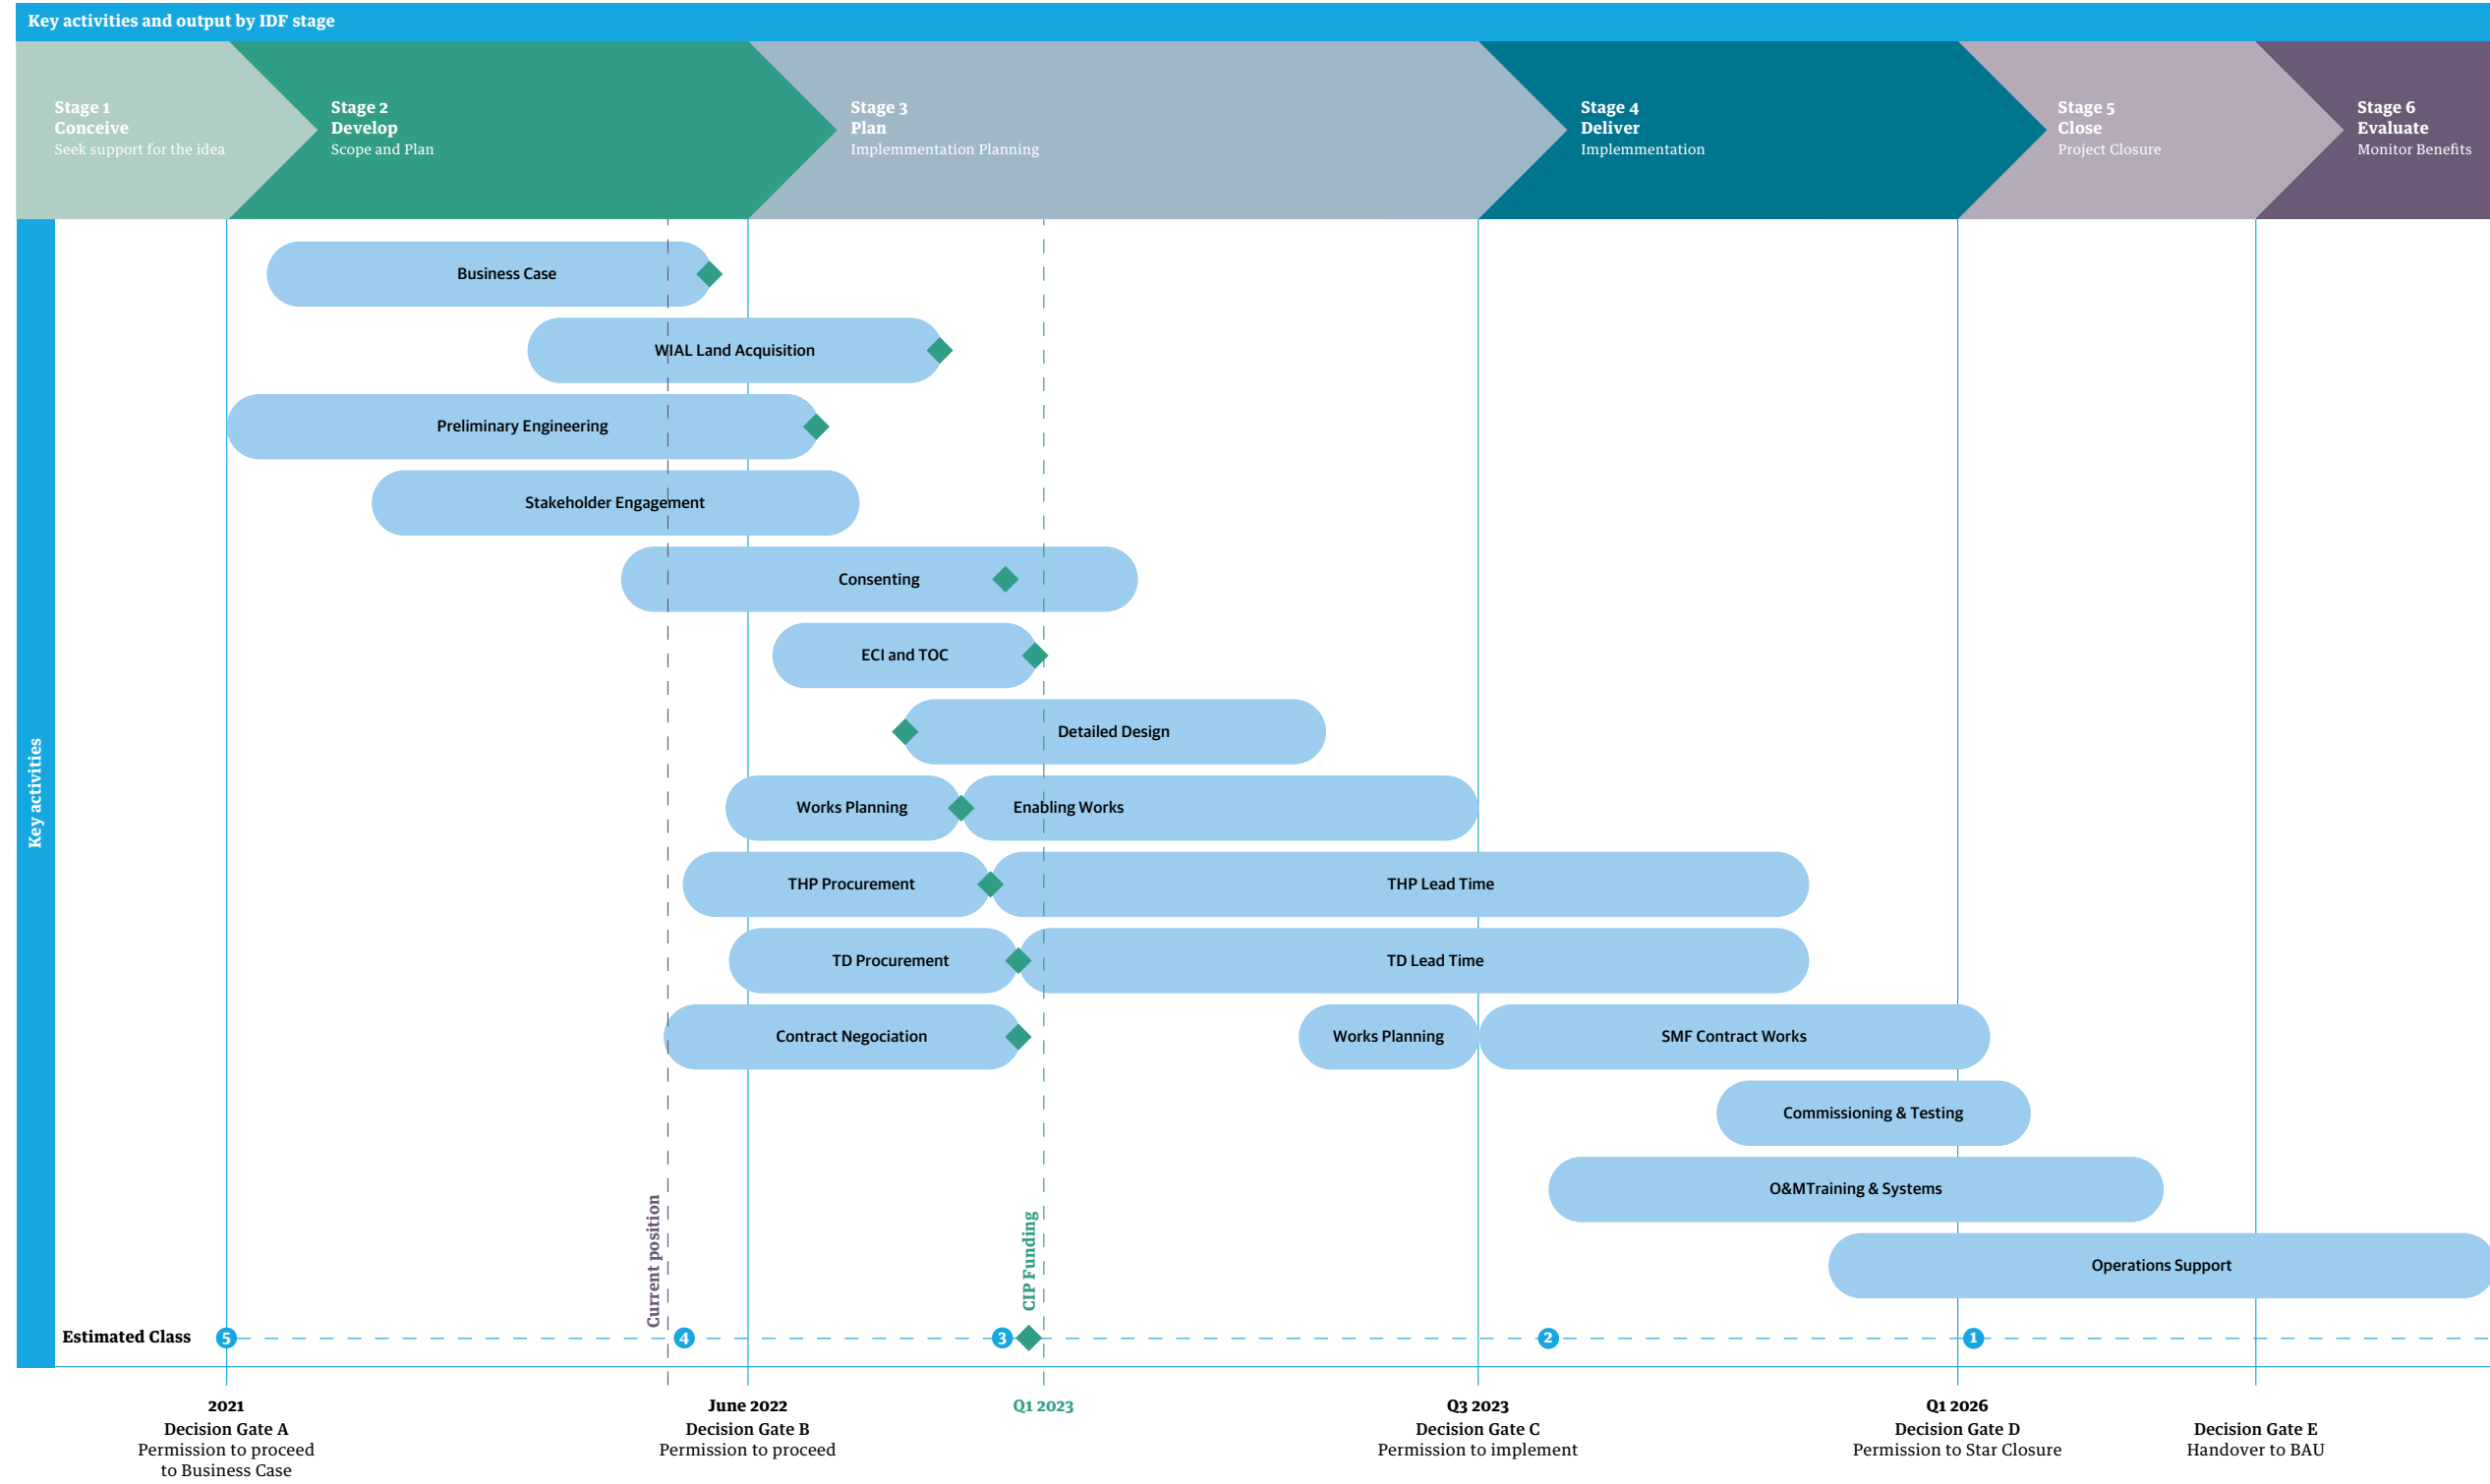 Key activities and output by IDF stage
Stage 1
Conceive
Seek support for the idea
Stage 2
Develop
Scope and Plan
Stage 3
Plan
Implemmentation Planning
Stage 4
Deliver
Implemmentation
Stage 5
Close
Project Closure
Stage 6
Evaluate
Monitor Benefits
Key activities
Business Case
WIAL Land Acquisition
Preliminary Engineering
Stakeholder Engagement
Consenting
ECI and TOC
Detailed Design
Works Planning
Enabling Works
THP Procurement
THP Lead Time
TD Procurement
TD Lead Time
Contract Negociation
Works Planning
SMF Contract Works
Commissioning & Testing
O&MTraining & Systems
Operations Support
Current position
CIP Funding
Estimated Class
5
4
3
2
1
2021
Decision Gate A
Permission to proceed
to Business Case
June 2022
Decision Gate B
Permission to proceed
Q1 2023
Q3 2023
Decision Gate C
Permission to implement
Q1 2026
Decision Gate D
Permission to Star Closure
Decision Gate E
Handover to BAU